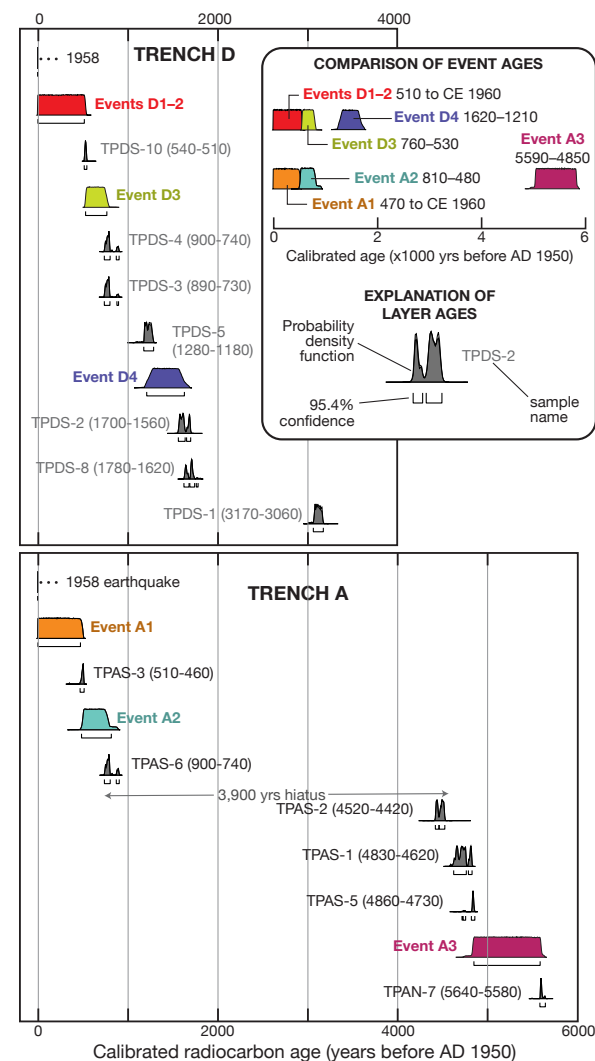 0 2000 4000
1958
TRENCH D
Events D1–2
TPDS-10 (540-510)
Event D3
TPDS-4 (900-740)
TPDS-3 (890-730)
TPDS-5
(1280-1180)
Event D4
TPDS-2 (1700-1560)
TPDS-8 (1780-1620)
TPDS-1 (3170-3060)
COMPARISON OF EVENT AGES
Events D1–2 510 to CE 1960
Event D4 1620–1210
Event D3 760–530
Event A3
5590–4850
Event A2 810–480
Event A1 470 to CE 1960
0 2 4 6
Calibrated age (x1000 yrs before AD 1950)
EXPLANATION OF
LAYER AGES
Probability
density
function
TPDS-2
95.4%
confidence
sample
name
1958 earthquake
TRENCH A
Event A1
TPAS-3 (510-460)
Event A2
TPAS-6 (900-740)
3,900 yrs hiatus
TPAS-2 (4520-4420)
TPAS-1 (4830-4620)
TPAS-5 (4860-4730)
Event A3
TPAN-7 (5640-5580)
0 2000 4000 6000
Calibrated radiocarbon age (years before AD 1950)